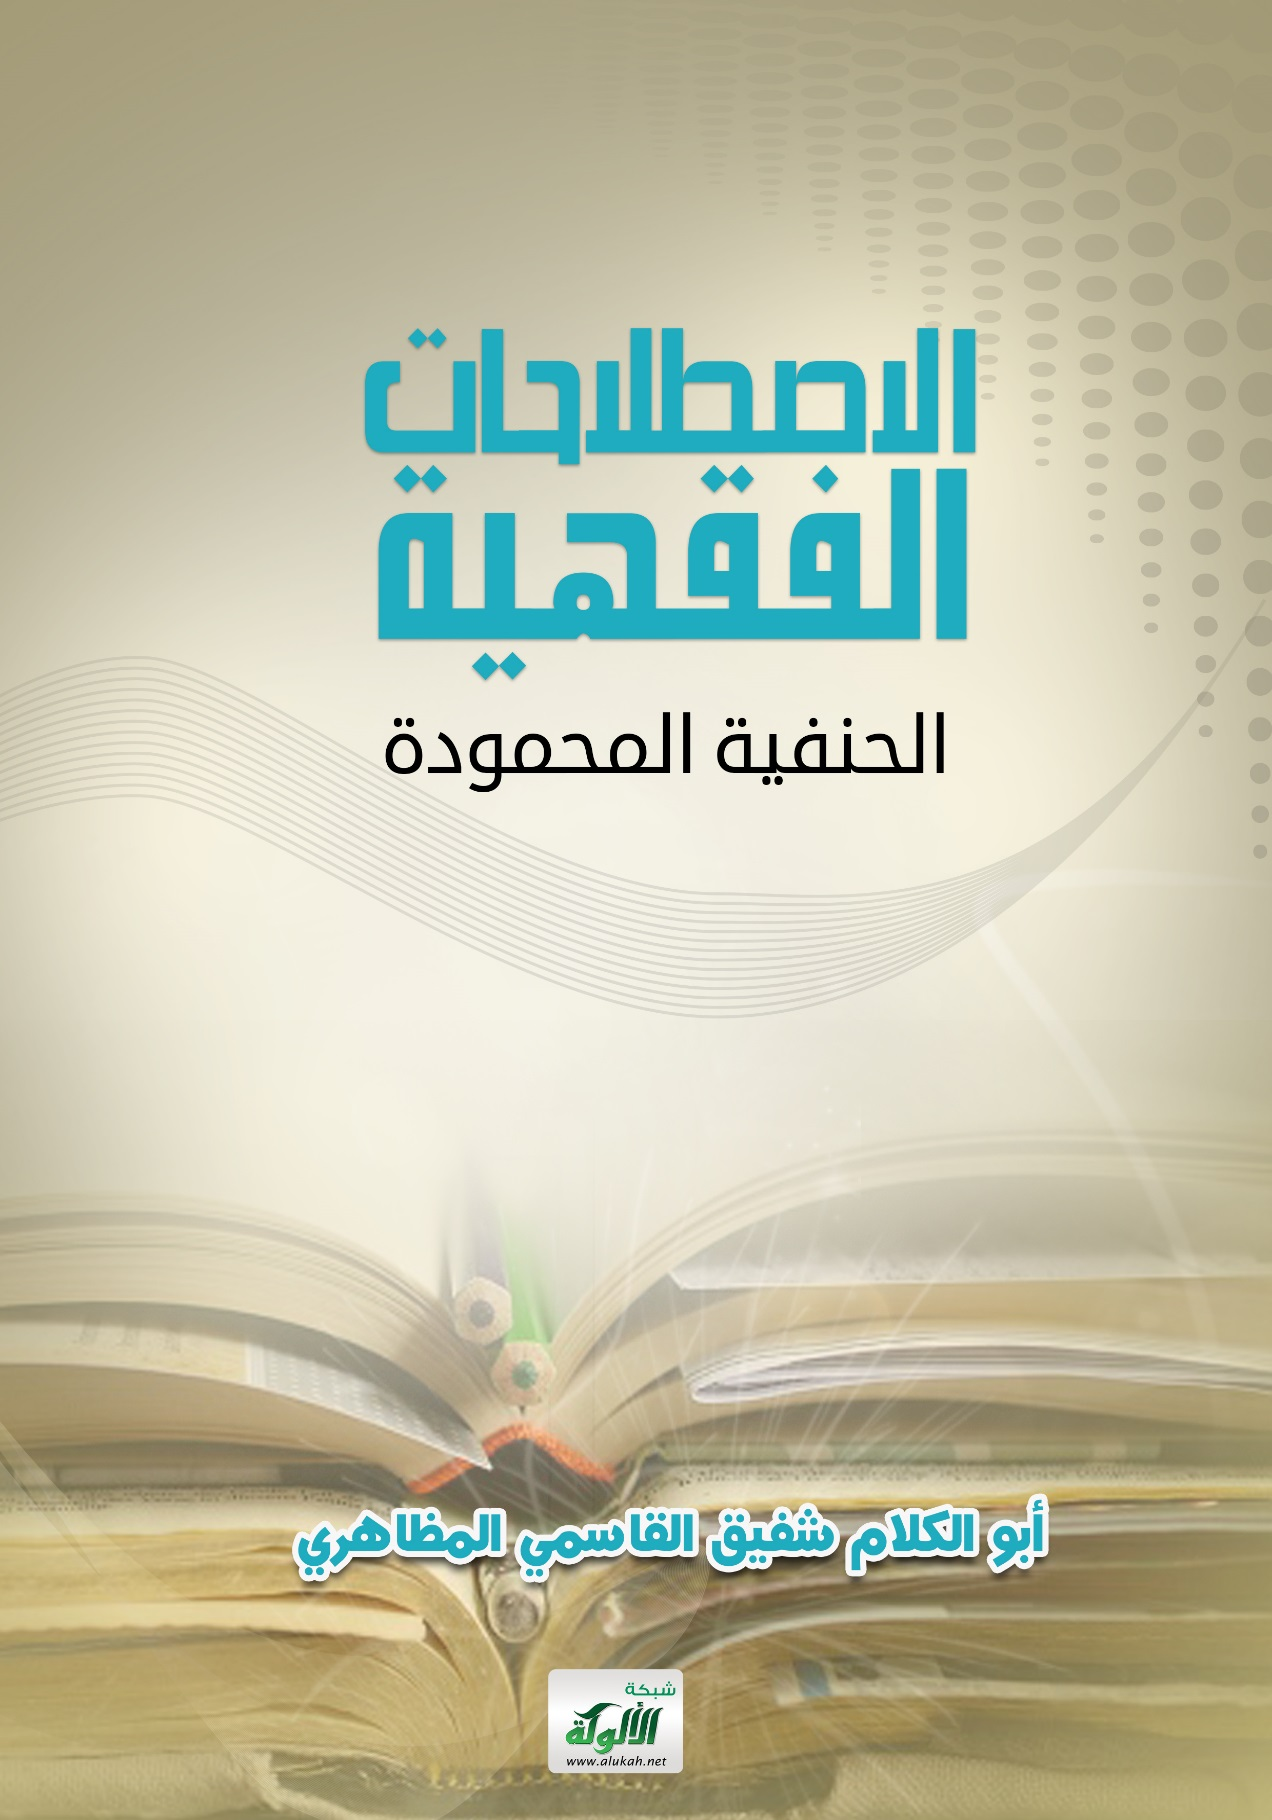 الاصطلاحات
الفقهية
الحنفية المحمودة
أبو الكلام شفيق القاسمي المظاهري
شبكة
الألوكة
www.alukah.net